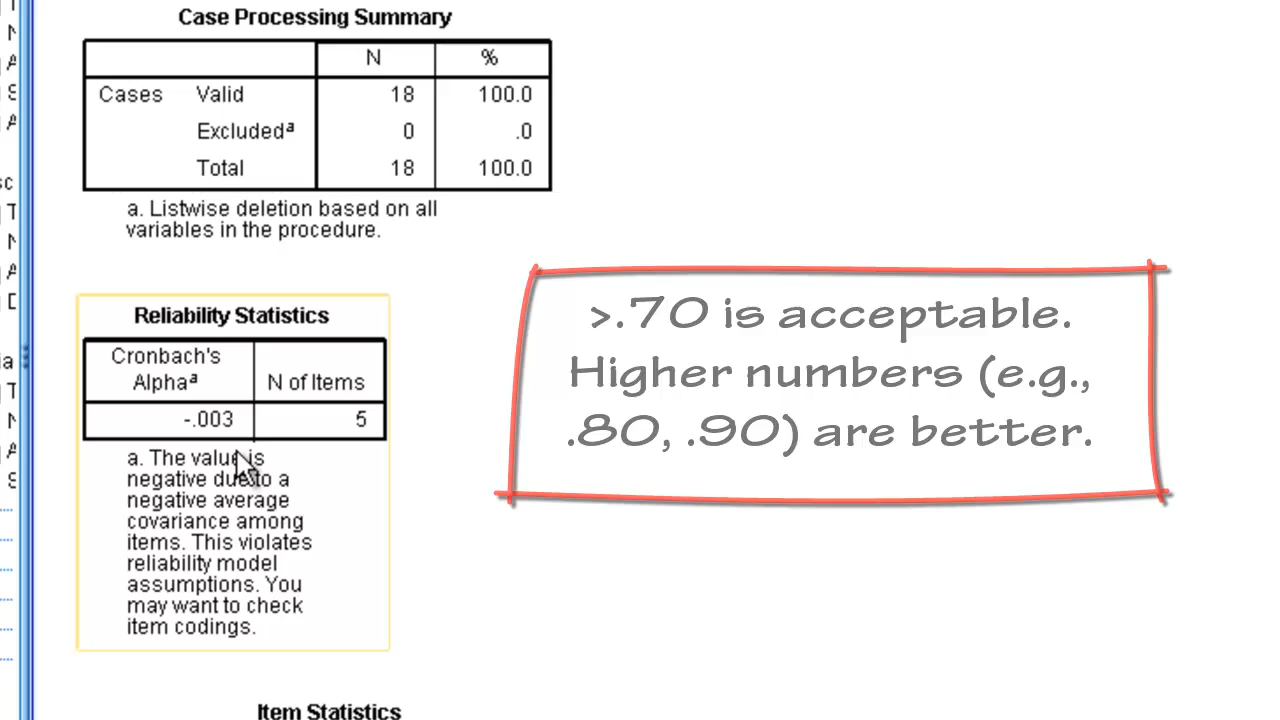 Case Processing Summary
N %
Cases Valid 18 100.0
Excludedª 0 .0
Total 18 100.0
a. Listwise deletion based on all
variables in the procedure.
Reliability Statistics
Cronbach's
Alphaª N of Items
-.003 5
a. The value is
negative due to a
negative average
covariance among
items. This violates
reliability model
assumptions. You
may want to check
item codings.
>.70 is acceptable.
Higher numbers (e.g.,
.80, .90) are better.
Item Statistics